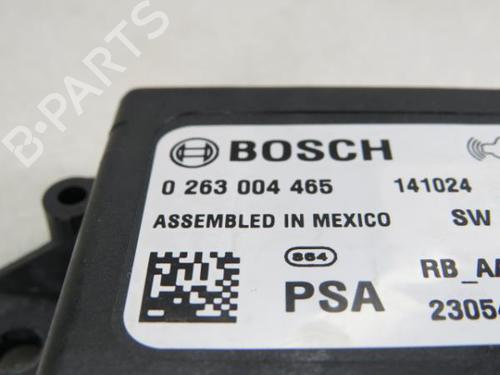 BOSCH
0 263 004 465 141024
ASSEMBLED IN MEXICO SW
864
PSA
B-PARTS